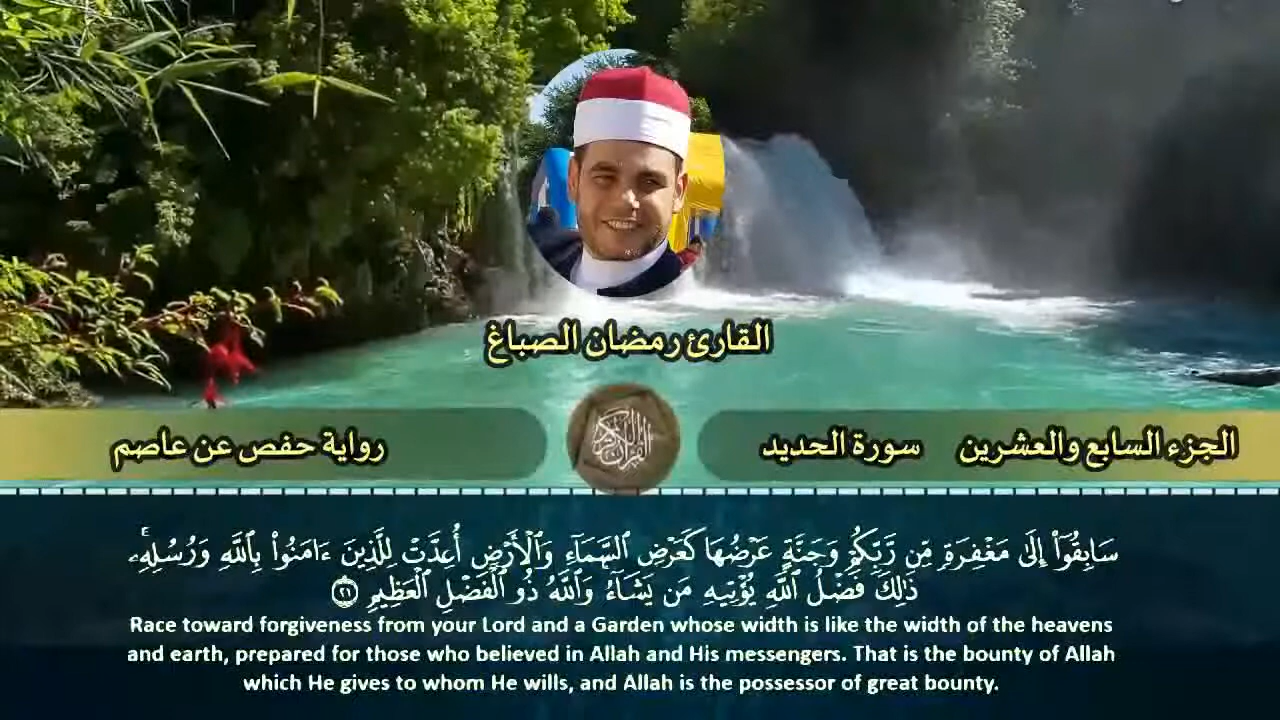 القارئ رمضان الصباغ
الجزء السابع والعشرين
سورة الحديد
القرآن الكريم
رواية حفص عن عاصم
سَابِقُوٓا۟ إِلَىٰ مَغْفِرَةٍ مِّن رَّبِّكُمْ وَجَنَّةٍ عَرْضُهَا كَعَرْضِ ٱلسَّمَآءِ وَٱلْأَرْضِ أُعِدَّتْ لِلَّذِينَ ءَامَنُوا۟ بِٱللَّهِ وَرُسُلِهِۦ ۚ
ذَٰلِكَ فَضْلُ ٱللَّهِ يُؤْتِيهِ مَن يَشَآءُ ۚ وَٱللَّهُ ذُو ٱلْفَضْلِ ٱلْعَظِيمِ ٢١
Race toward forgiveness from your Lord and a Garden whose width is like the width of the heavens
and earth, prepared for those who believed in Allah and His messengers. That is the bounty of Allah
which He gives to whom He wills, and Allah is the possessor of great bounty.